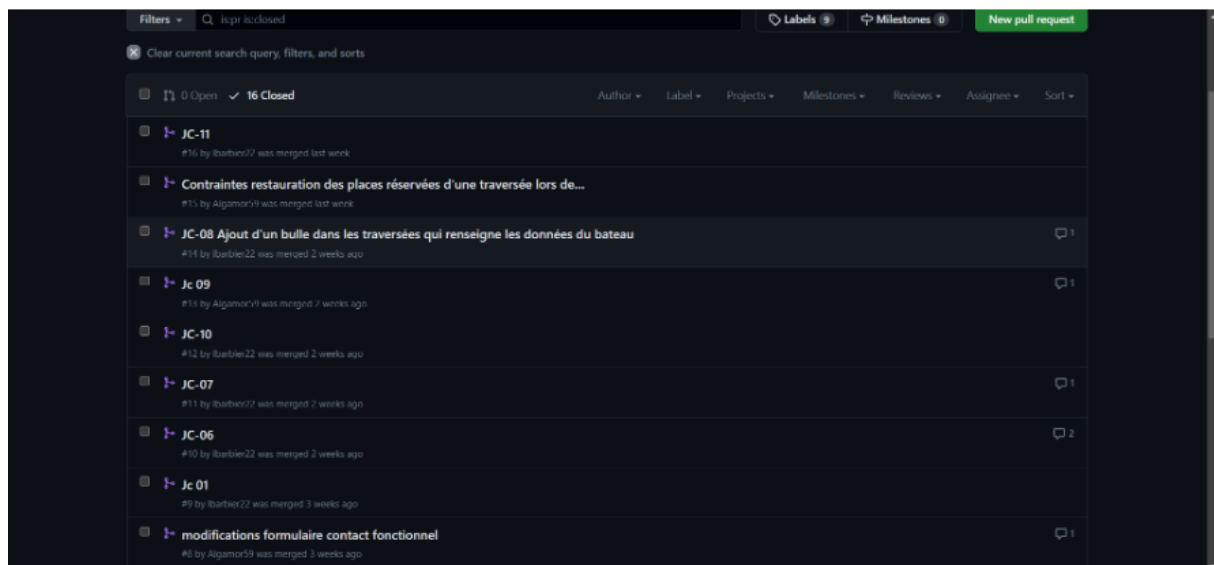 Filters
is:pr is:closed
Labels 9
Milestones 0
New pull request
Clear current search query, filters, and sorts
0 Open 16 Closed
Author Label Projects Milestones Reviews Assignee Sort
JC-11
#16 by lbarbier22 was merged last week
Contraintes restauration des places réservées d'une traversée lors de...
#15 by Algamor59 was merged last week
JC-08 Ajout d'un bulle dans les traversées qui renseigne les données du bateau
1
#14 by lbarbier22 was merged 2 weeks ago
Jc 09
1
#13 by Algamor59 was merged 2 weeks ago
JC-10
#12 by lbarbier22 was merged 2 weeks ago
JC-07
1
#11 by lbarbier22 was merged 2 weeks ago
JC-06
2
#10 by lbarbier22 was merged 2 weeks ago
Jc 01
#9 by lbarbier22 was merged 3 weeks ago
modifications formulaire contact fonctionnel
1
#8 by Algamor59 was merged 3 weeks ago